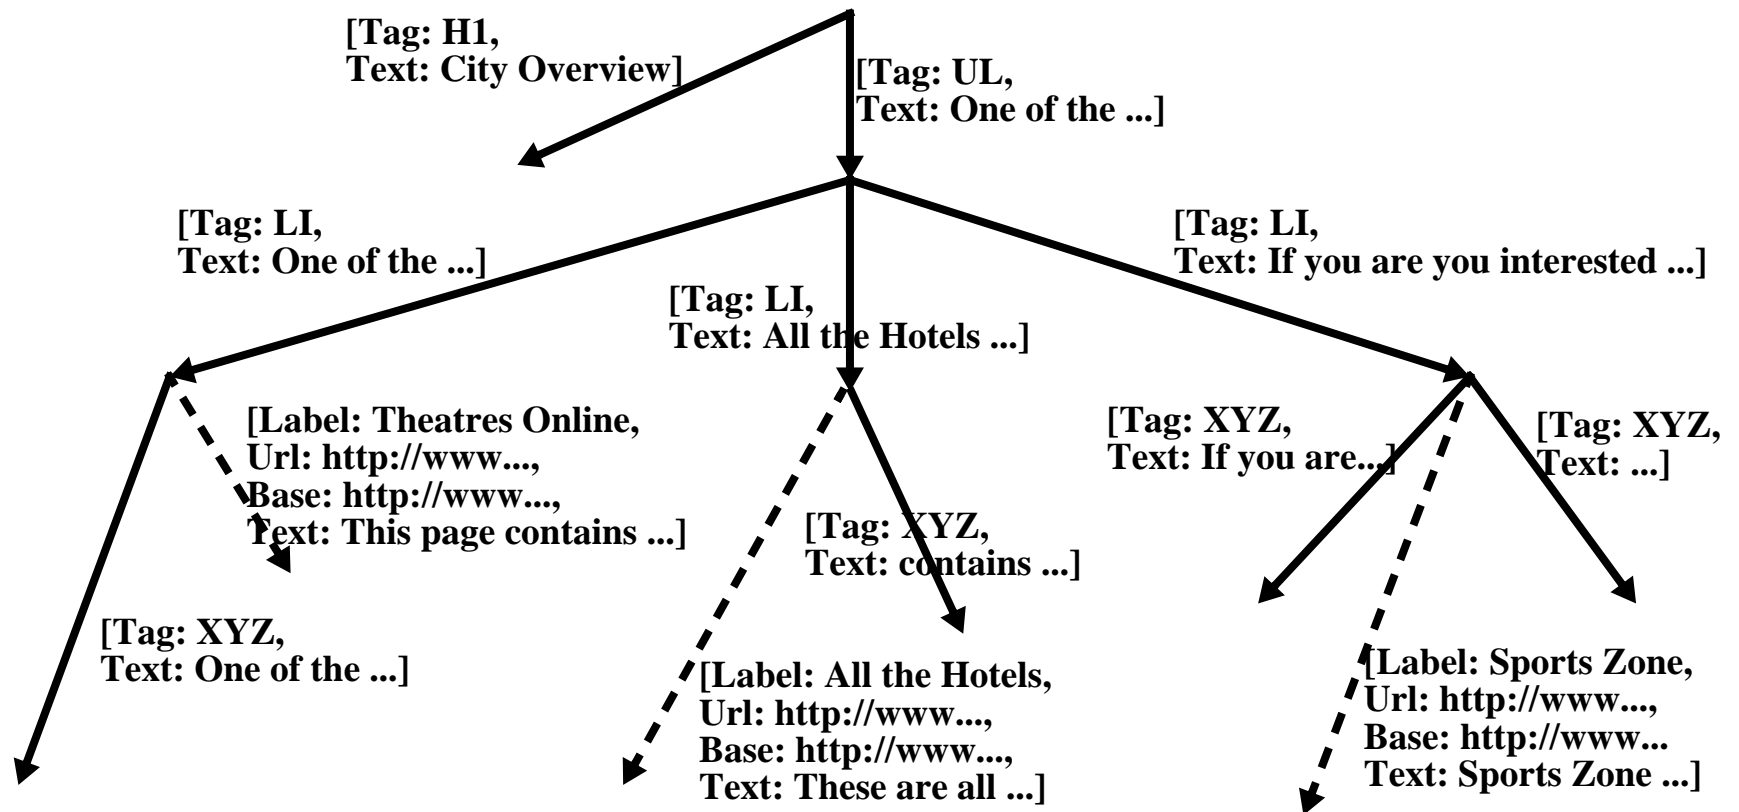 [Tag: H1,
Text: City Overview]
[Tag: UL,
Text: One of the ...]
[Tag: LI,
Text: One of the ...]
[Tag: LI,
Text: All the Hotels ...]
[Tag: LI,
Text: If you are you interested ...]
[Label: Theatres Online,
Url: http://www...,
Base: http://www...,
Text: This page contains ...]
[Tag: XYZ,
Text: One of the ...]
[Tag: XYZ,
Text: contains ...]
[Label: All the Hotels,
Url: http://www...,
Base: http://www...,
Text: These are all ...]
[Tag: XYZ,
Text: If you are...]
[Tag: XYZ,
Text: ...]
[Label: Sports Zone,
Url: http://www...,
Base: http://www...
Text: Sports Zone ...]